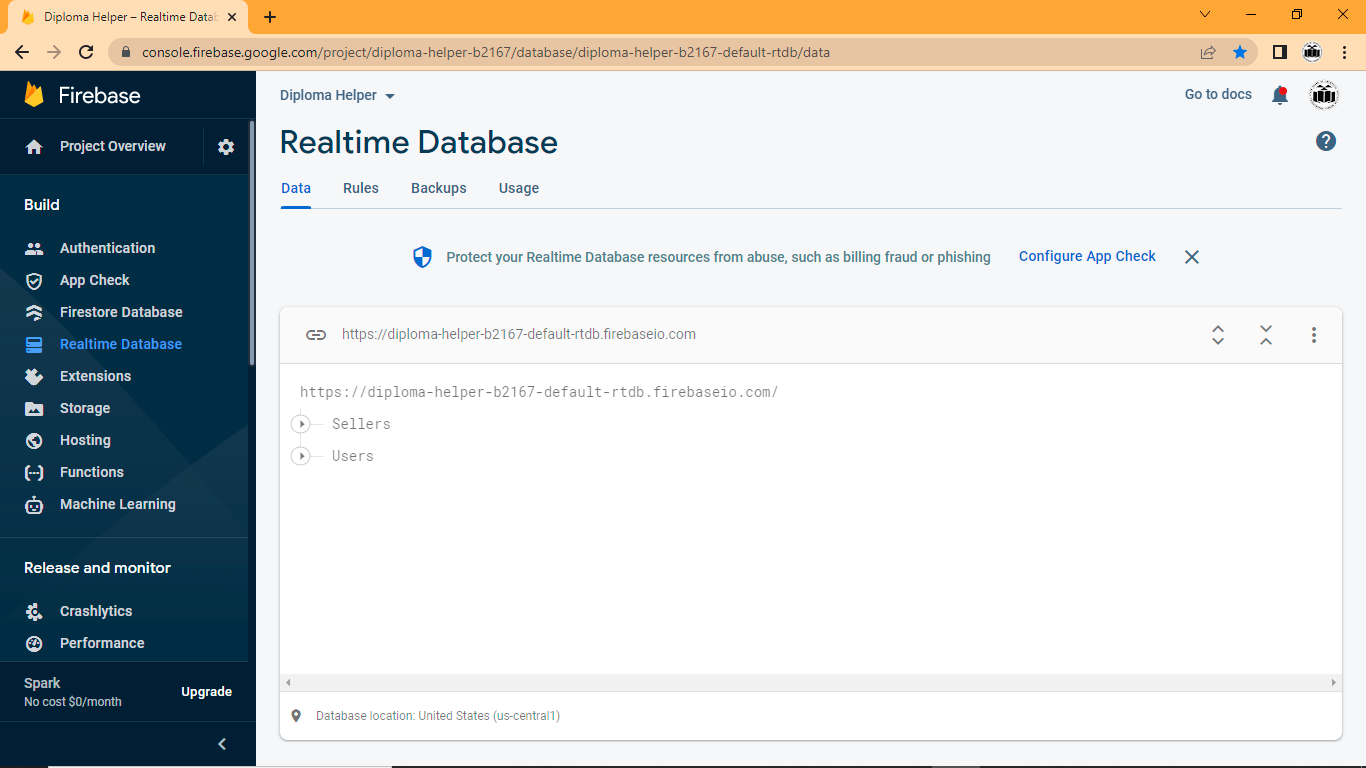 Diploma Helper – Realtime Datab
console.firebase.google.com/project/diploma-helper-b2167/database/diploma-helper-b2167-default-rtdb/data
Firebase
Project Overview
Build
Authentication
App Check
Firestore Database
Realtime Database
Extensions
Storage
Hosting
Functions
Machine Learning
Release and monitor
Crashlytics
Performance
Spark
No cost $0/month
Upgrade
Diploma Helper
Go to docs
Realtime Database
Data Rules Backups Usage
Protect your Realtime Database resources from abuse, such as billing fraud or phishing Configure App Check
https://diploma-helper-b2167-default-rtdb.firebaseio.com
https://diploma-helper-b2167-default-rtdb.firebaseio.com/
Sellers
Users
Database location: United States (us-central1)